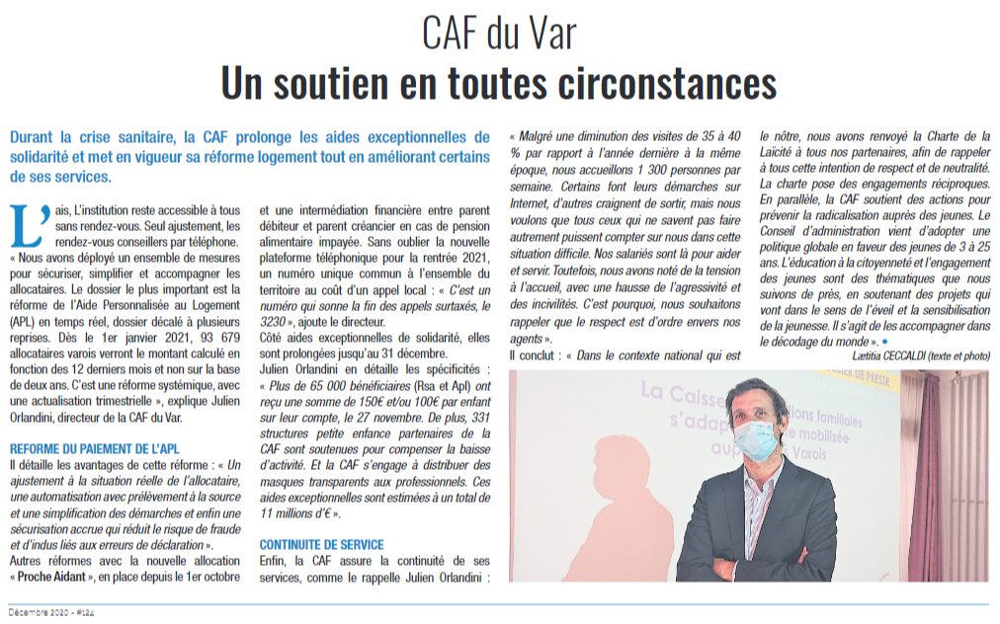 CAF du Var
Un soutien en toutes circonstances
Durant la crise sanitaire, la CAF prolonge les aides exceptionnelles de
solidarité et met en vigueur sa réforme logement tout en améliorant certains
de ses services.
L'ais, L'institution reste accessible à tous
sans rendez-vous. Seul ajustement, les
rendez-vous conseillers par téléphone.
« Nous avons déployé un ensemble de mesures
pour sécuriser, simplifier et accompagner les
allocataires. Le dossier le plus important est la
réforme de l'Aide Personnalisée au Logement
(APL) en temps réel, dossier décalé à plusieurs
reprises. Dès le 1er janvier 2021, 93 679
allocataires varois verront le montant calculé en
fonction des 12 derniers mois et non sur la base
de deux ans. C'est une réforme systémique, avec
une actualisation trimestrielle », explique Julien
Orlandini, directeur de la CAF du Var.
REFORME DU PAIEMENT DE L'APL
Il détaille les avantages de cette réforme : « Un
ajustement à la situation réelle de l'allocataire,
une automatisation avec prélèvement à la source
et une simplification des démarches et enfin une
sécurisation accrue qui réduit le risque de fraude
et d'indus liés aux erreurs de déclaration ».
Autres réformes avec la nouvelle allocation
« Proche Aidant », en place depuis le 1er octobre
et une intermédiation financière entre parent
débiteur et parent créancier en cas de pension
alimentaire impayée. Sans oublier la nouvelle
plateforme téléphonique pour la rentrée 2021,
un numéro unique commun à l'ensemble du
territoire au coût d'un appel local : « C'est un
numéro qui sonne la fin des appels surtaxés, le
3230 », ajoute le directeur.
Côté aides exceptionnelles de solidarité, elles
sont prolongées jusqu'au 31 décembre.
Julien Orlandini en détaille les spécificités :
« Plus de 65 000 bénéficiaires (Rsa et Apl) ont
reçu une somme de 150€ et/ou 100€ par enfant
sur leur compte, le 27 novembre. De plus, 331
structures petite enfance partenaires de la
CAF sont soutenues pour compenser la baisse
d'activité. Et la CAF s'engage à distribuer des
masques transparents aux professionnels. Ces
aides exceptionnelles sont estimées à un total de
11 millions d'€ ».
CONTINUITE DE SERVICE
Enfin, la CAF assure la continuité de ses
services, comme le rappelle Julien Orlandini :
« Malgré une diminution des visites de 35 à 40
% par rapport à l'année dernière à la même
époque, nous accueillons 1 300 personnes par
semaine. Certains font leurs démarches sur
Internet, d'autres craignent de sortir, mais nous
voulons que tous ceux qui ne savent pas faire
autrement puissent compter sur nous dans cette
situation difficile. Nos salariés sont là pour aider
et servir. Toutefois, nous avons noté de la tension
à l'accueil, avec une hausse de l'agressivité et
des incivilités. C'est pourquoi, nous souhaitons
rappeler que le respect est d'ordre envers nos
agents ».
Il conclut : « Dans le contexte national qui est
le nôtre, nous avons renvoyé la Charte de la
Laïcité à tous nos partenaires, afin de rappeler
à tous cette intention de respect et de neutralité.
La charte pose des engagements réciproques.
En parallèle, la CAF soutient des actions pour
prévenir la radicalisation auprès des jeunes. Le
Conseil d'administration vient d'adopter une
politique globale en faveur des jeunes de 3 à 25
ans. L'éducation à la citoyenneté et l'engagement
des jeunes sont des thématiques que nous
suivons de près, en soutenant des projets qui
vont dans le sens de l'éveil et la sensibilisation
de la jeunesse. Il s'agit de les accompagner dans
le décodage du monde ». •
Lætitia CECCALDI (texte et photo)
DE PRESSE
La Caisse familiales
s'adap mobilisée
Varois
Décembre 2020 - #124